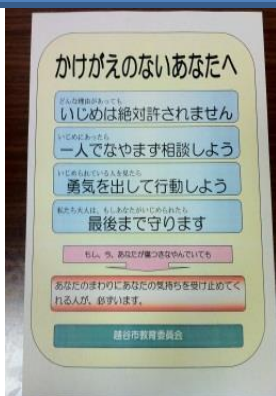 かけがえのないあなたへ
どんな理由があっても
いじめは絶対許されません
いじめにあったら
一人でなやまず相談しよう
いじめられている人を見たら
勇気を出して行動しよう
私たち大人は、もしあなたがいじめられたら
最後まで守ります
もし、今、あなたが傷つきなやんでいても
あなたのまわりにあなたの気持ちを受け止めてく
れる人が、必ずいます。
越谷市教育委員会